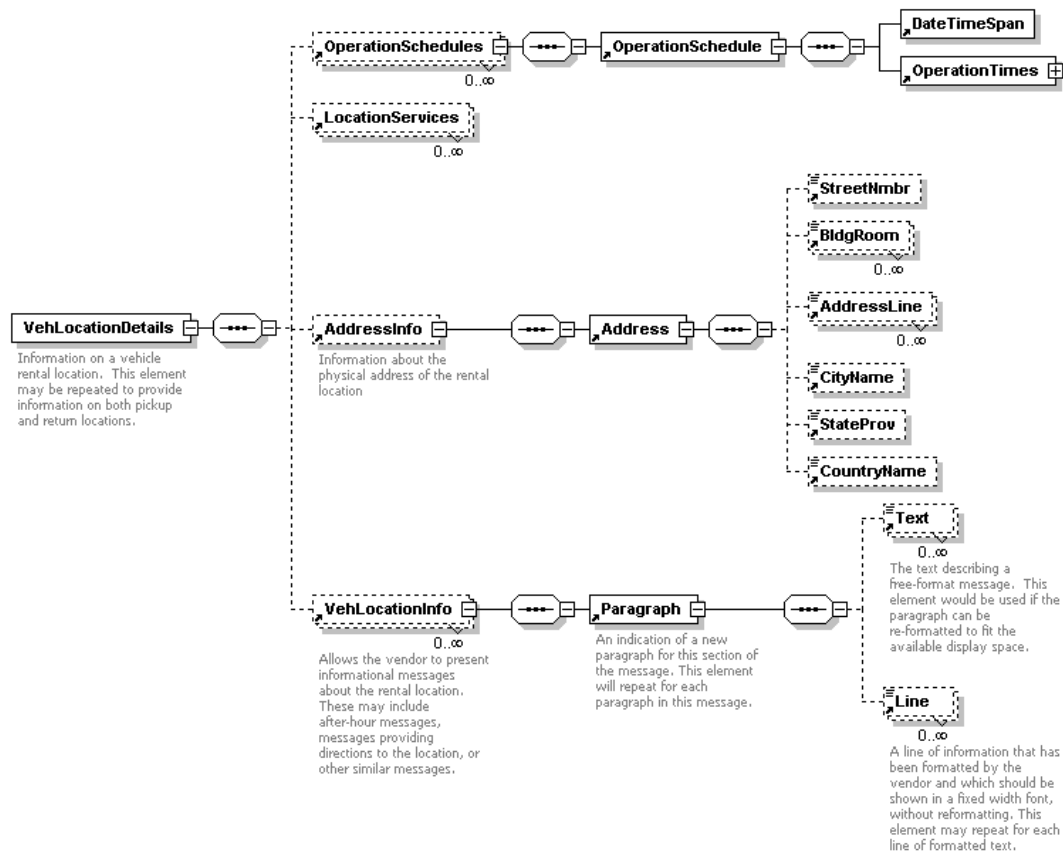 DateTimeSpan
OperationSchedules
OperationSchedule
0..∞
OperationTimes
LocationServices
0..∞
StreetNmbr
BldgRoom
0..∞
AddressLine
0..∞
VehLocationDetails
Information on a vehicle
rental location. This element
may be repeated to provide
information on both pickup
and return locations.
AddressInfo
Information about the
physical address of the rental
location
Address
CityName
StateProv
CountryName
Text
0..∞
The text describing a
free-format message. This
element would be used if the
paragraph can be
re-formatted to fit the
available display space.
VehLocationInfo
0..∞
Allows the vendor to present
informational messages
about the rental location.
These may include
after-hour messages,
messages providing
directions to the location, or
other similar messages.
Paragraph
An indication of a new
paragraph for this section of
the message. This element
will repeat for each
paragraph in this message.
Line
0..∞
A line of information that has
been formatted by the
vendor and which should be
shown in a fixed width font,
without reformatting. This
element may repeat for each
line of formatted text.